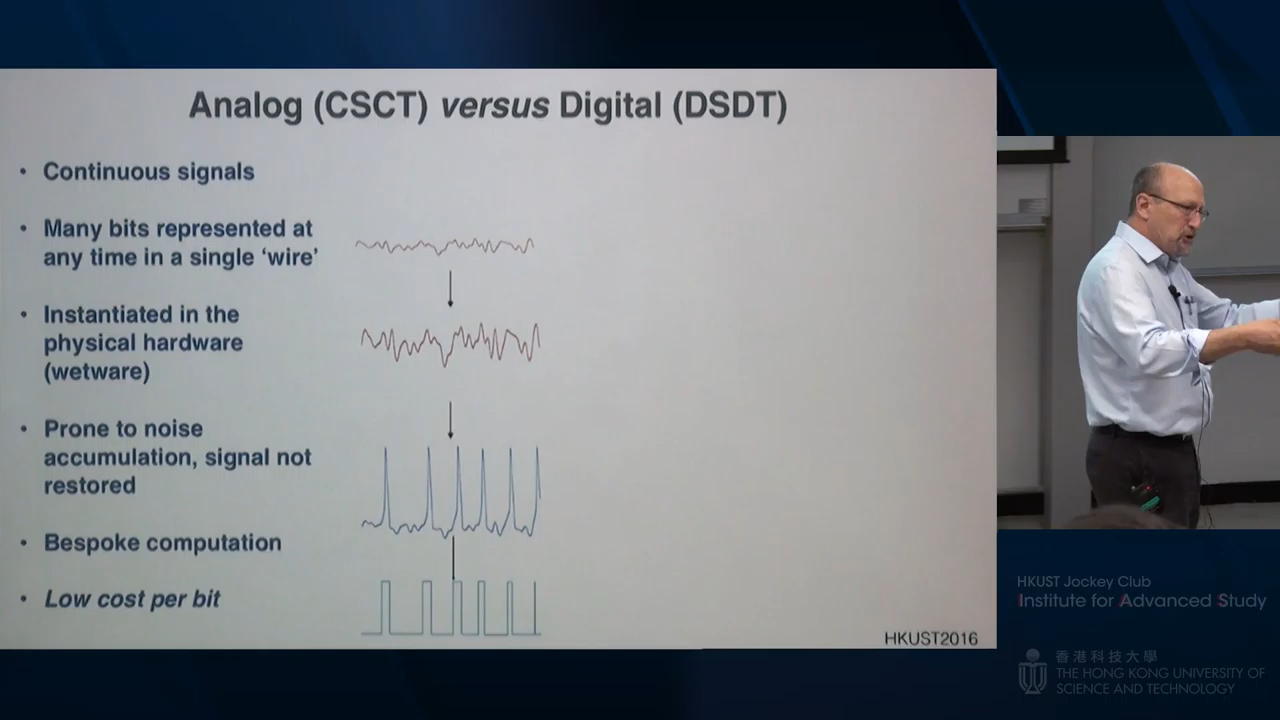 Analog (CSCT) versus Digital (DSDT)
• Continuous signals
• Many bits represented at
any time in a single ‘wire’
• Instantiated in the
physical hardware
(wetware)
• Prone to noise
accumulation, signal not
restored
• Bespoke computation
• Low cost per bit
HKUST2016
HKUST Jockey Club
Institute for Advanced Study
香港科技大學
THE HONG KONG UNIVERSITY OF
SCIENCE AND TECHNOLOGY